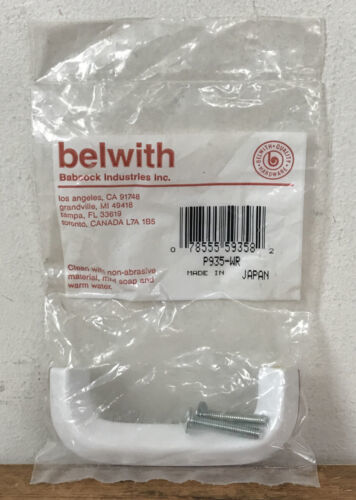 belwith
Babcock Industries Inc.
BELWITH • QUALITY
HARDWARE •
b
los angeles, CA 91748
grandville, MI 49418
tampa, FL 33619
toronto, CANADA L7A 1B5
0 78555 59358 2
P935-WR
MADE IN JAPAN
Clean with non-abrasive
material, mild soap and
warm water.